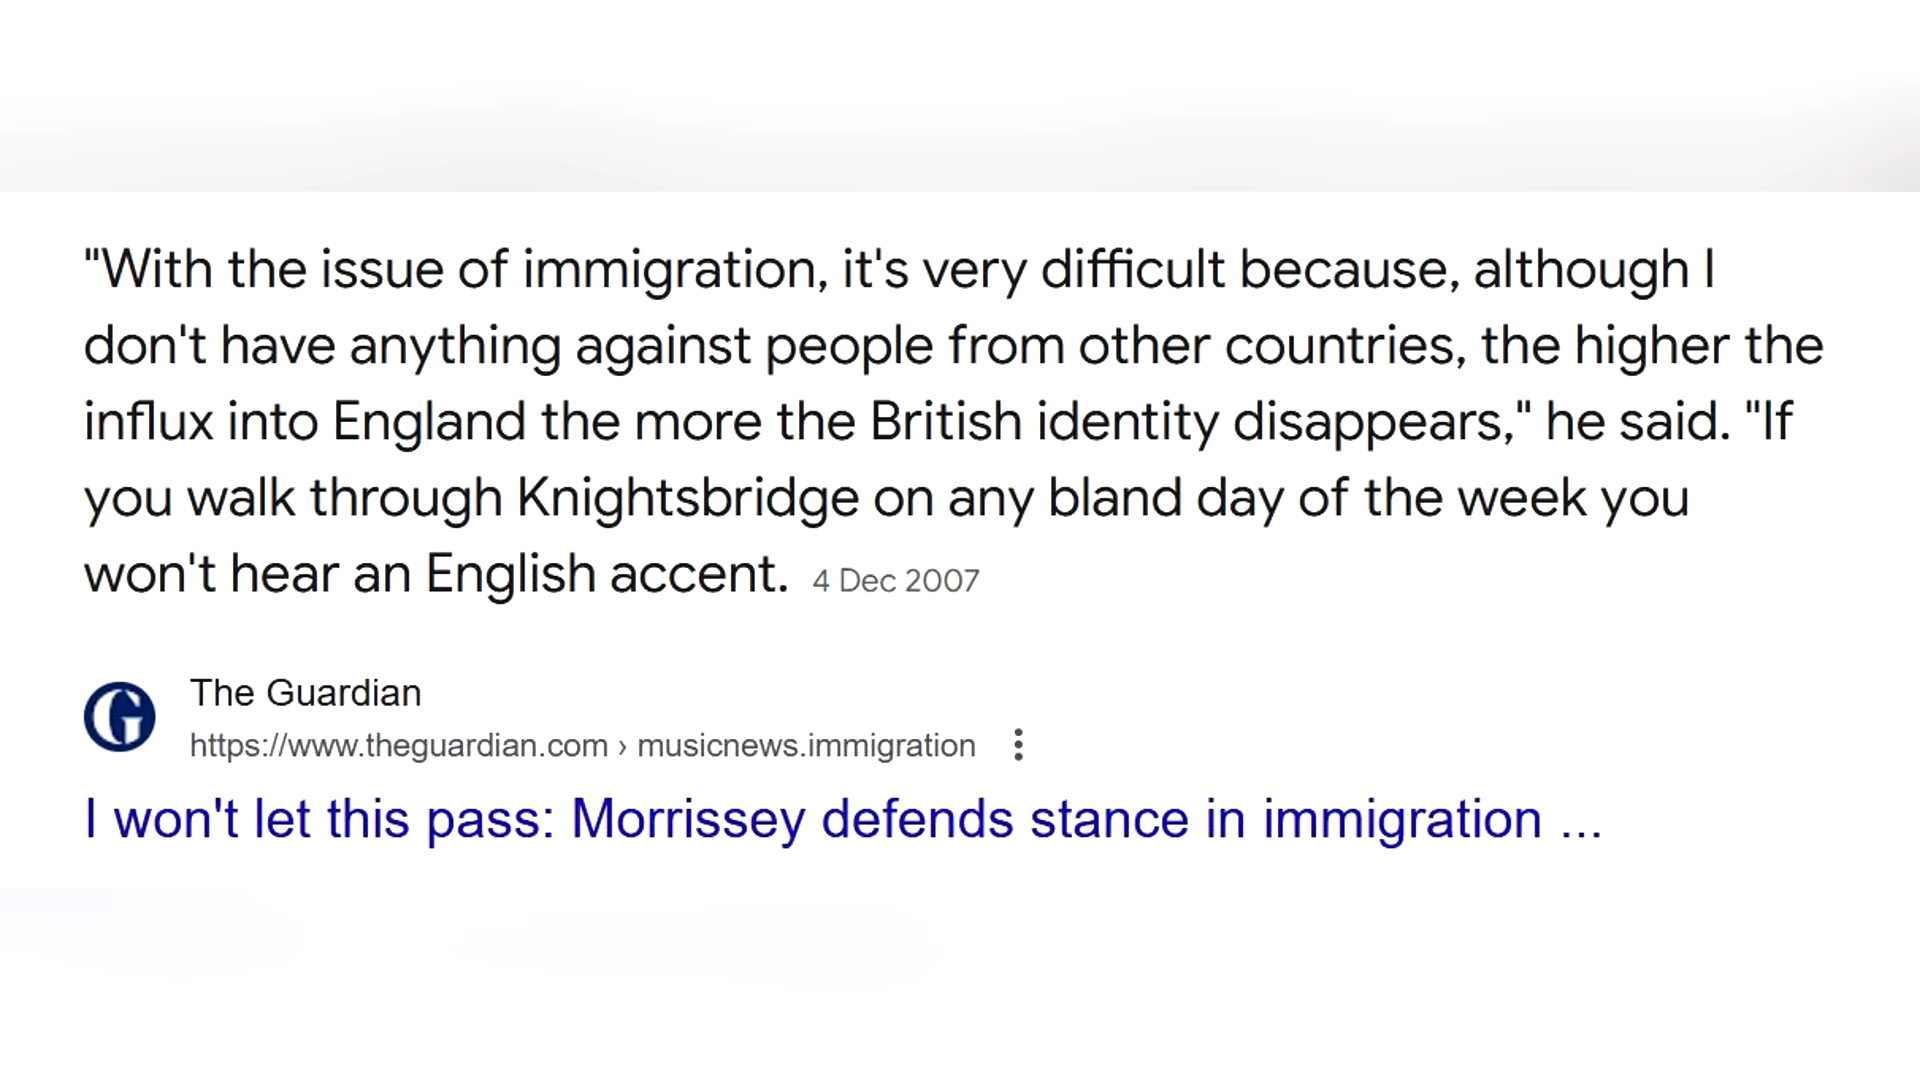 "With the issue of immigration, it's very difficult because, although I
don't have anything against people from other countries, the higher the
influx into England the more the British identity disappears," he said. "If
you walk through Knightsbridge on any bland day of the week you
won't hear an English accent. 4 Dec 2007
G
The Guardian
https://www.theguardian.com › musicnews.immigration
I won't let this pass: Morrissey defends stance in immigration ...